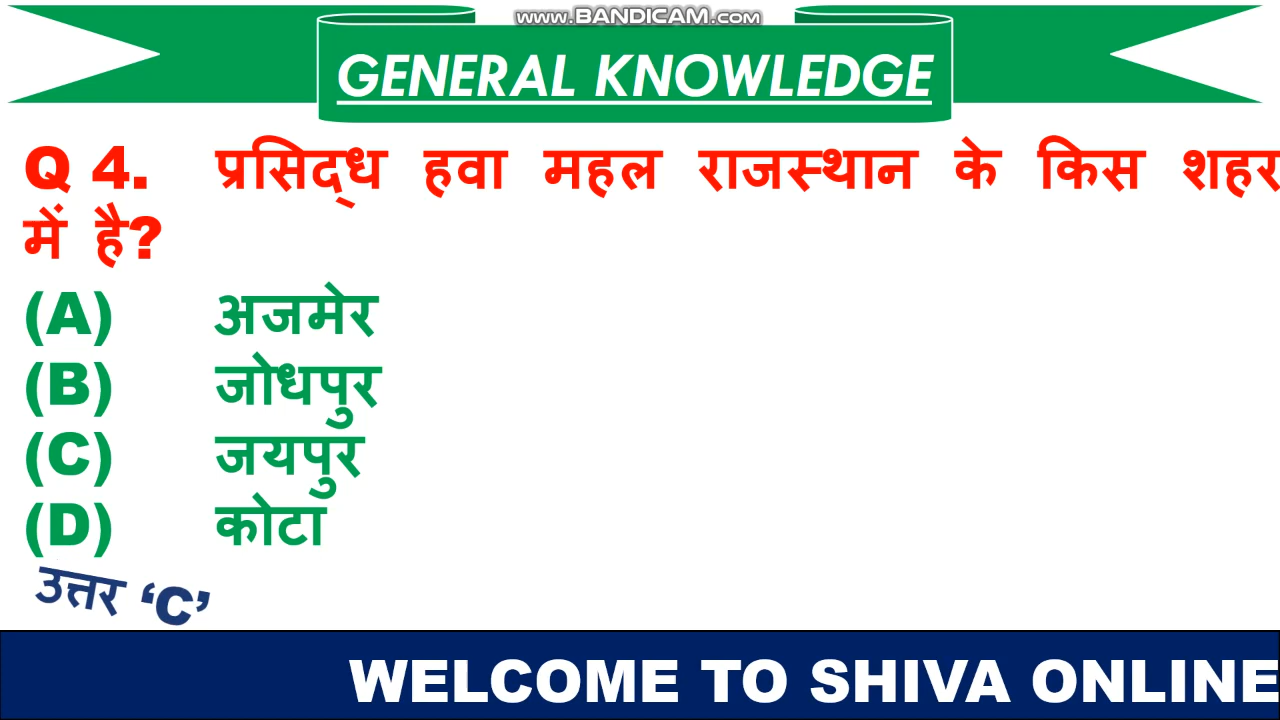 www.BANDICAM.com
GENERAL KNOWLEDGE
Q 4. प्रसिद्ध हवा महल राजस्थान के किस शहर
में है?
(A) अजमेर
(B) जोधपुर
(C) जयपुर
(D) कोटा
उत्तर ‘C’
WELCOME TO SHIVA ONLINE